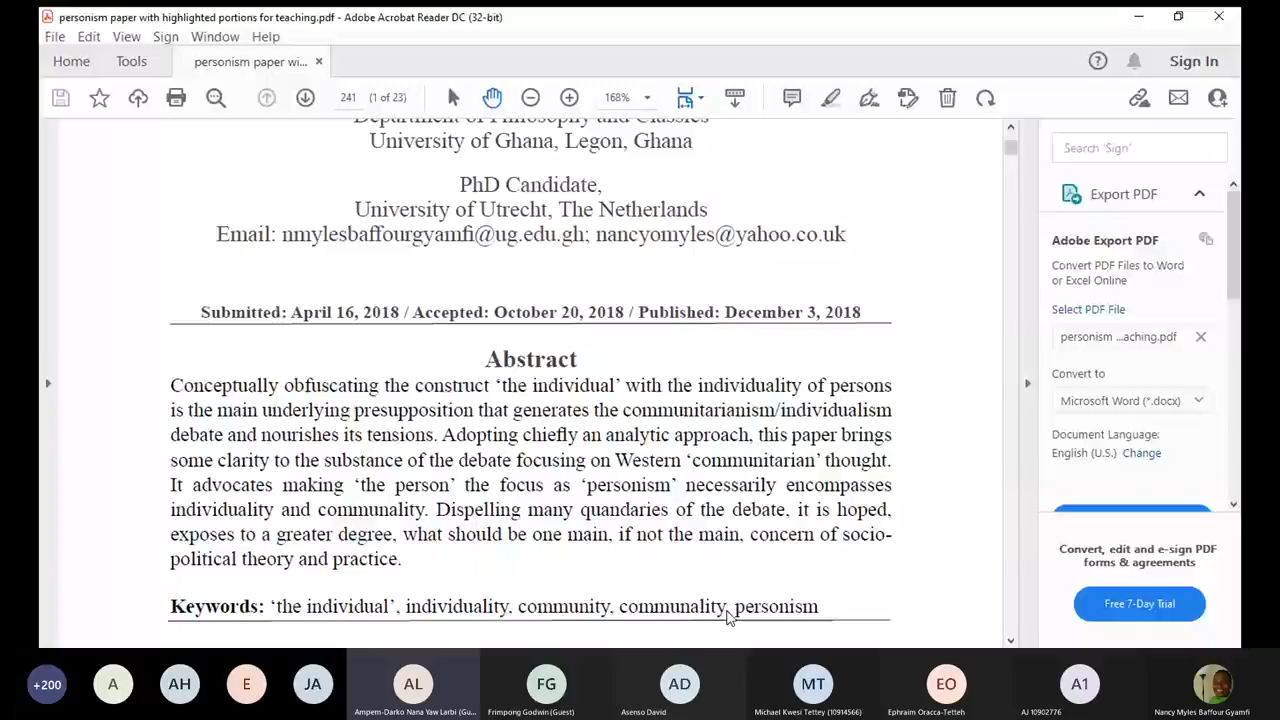 personism paper with highlighted portions for teaching.pdf - Adobe Acrobat Reader DC (32-bit)
File Edit View Sign Window Help
Home Tools personism paper wi... × Sign In
241 (1 of 23) 168%
Department of Philosophy and Classics
University of Ghana, Legon, Ghana
PhD Candidate,
University of Utrecht, The Netherlands
Email: nmylesbaffourgyamfi@ug.edu.gh; nancyomyles@yahoo.co.uk
Submitted: April 16, 2018 / Accepted: October 20, 2018 / Published: December 3, 2018
Abstract
Conceptually obfuscating the construct ‘the individual’ with the individuality of persons
is the main underlying presupposition that generates the communitarianism/individualism
debate and nourishes its tensions. Adopting chiefly an analytic approach, this paper brings
some clarity to the substance of the debate focusing on Western ‘communitarian’ thought.
It advocates making ‘the person’ the focus as ‘personism’ necessarily encompasses
individuality and communality. Dispelling many quandaries of the debate, it is hoped,
exposes to a greater degree, what should be one main, if not the main, concern of socio-
political theory and practice.
Keywords: ‘the individual’, individuality, community, communality, personism
Search 'Sign'
Export PDF
Adobe Export PDF
Convert PDF Files to Word
or Excel Online
Select PDF File
personism ...aching.pdf
Convert to
Microsoft Word (*.docx)
Document Language:
English (U.S.) Change
Convert, edit and e-sign PDF
forms & agreements
Free 7-Day Trial
+200 A AH E JA AL FG AD MT EO A1
Ampem-Darko Nana Yaw Larbi (Gu... Frimpong Godwin (Guest) Asenso David Michael Kwesi Tettey (10914566) Ephraim Oracca-Tetteh AJ 10902776 Nancy Myles Baffour Gyamfi